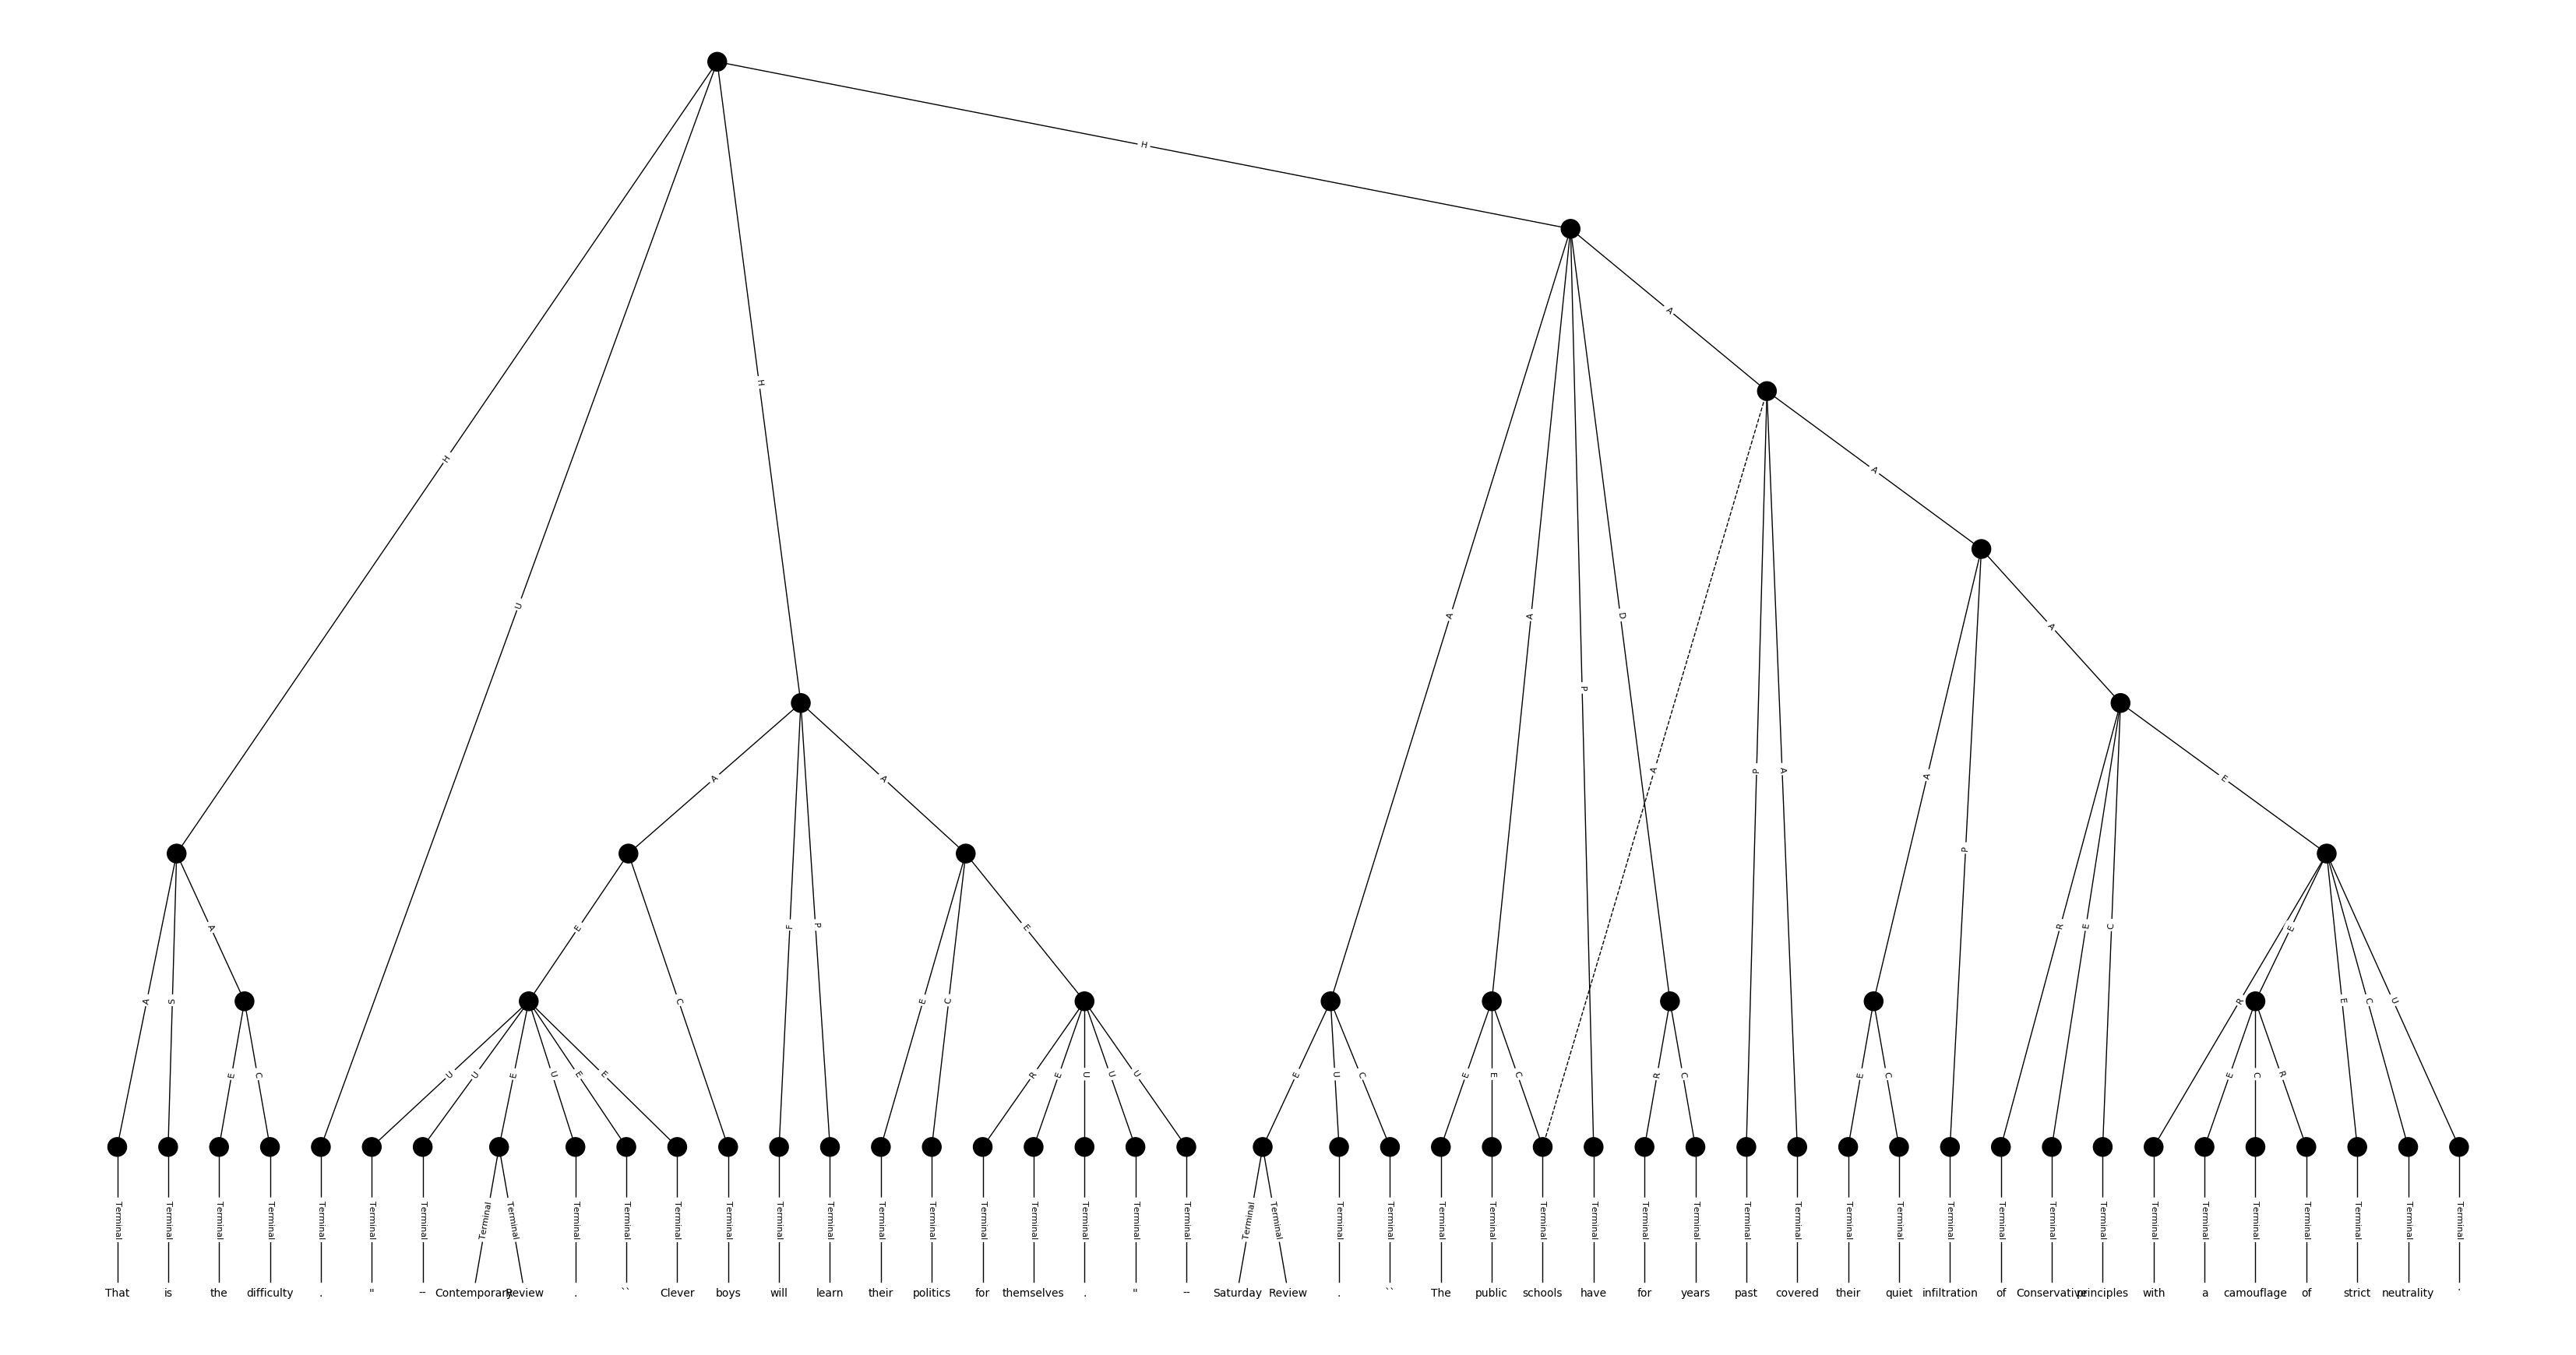 H
H
A
A
A
H
H
U
A
A
D
P
A
A
P
A
A
P
A
A
E
A
E
C
F
P
E
C
E
R
E
C
E
A
S
R
E
C
U
E
C
U
U
E
U
E
E
R
E
U
U
U
E
U
C
E
E
C
R
C
E
C
E
C
R
Terminal Terminal Terminal Terminal Terminal Terminal Terminal Terminal Terminal Terminal Terminal Terminal Terminal Terminal Terminal Terminal Terminal Terminal Terminal Terminal Terminal Terminal Terminal Terminal Terminal Terminal Terminal Terminal Terminal Terminal Terminal Terminal Terminal Terminal Terminal Terminal Terminal Terminal Terminal Terminal Terminal Terminal Terminal Terminal Terminal Terminal Terminal
That is the difficulty . " -- Contemporary Review . `` Clever boys will learn their politics for themselves . " -- Saturday Review . `` The public schools have for years past covered their quiet infiltration of Conservative principles with a camouflage of strict neutrality .